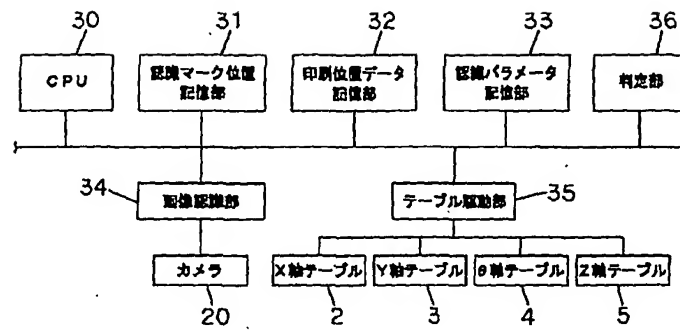 30 31 32 33 36
CPU
認識マーク位置
記憶部
印刷位置データ
記憶部
認識パラメータ
記憶部
判定部
34 画像認識部
テーブル駆動部 35
カメラ
X軸テーブル
Y軸テーブル
θ軸テーブル
Z軸テーブル
20 2 3 4 5